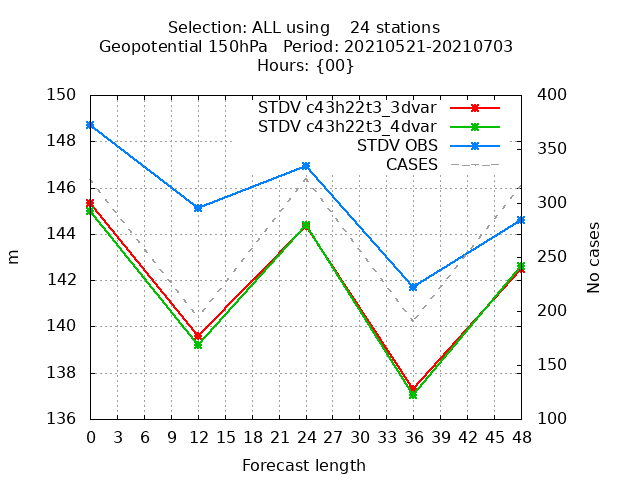 Selection: ALL using    24 stations
Geopotential 150hPa   Period: 20210521-20210703
Hours: {00}
STDV c43h22t3_3dvar
STDV c43h22t3_4dvar
STDV OBS
CASES
150
148
146
144
142
140
138
136
m
400
350
300
250
200
150
100
No cases
0 3 6 9 12 15 18 21 24 27 30 33 36 39 42 45 48
Forecast length